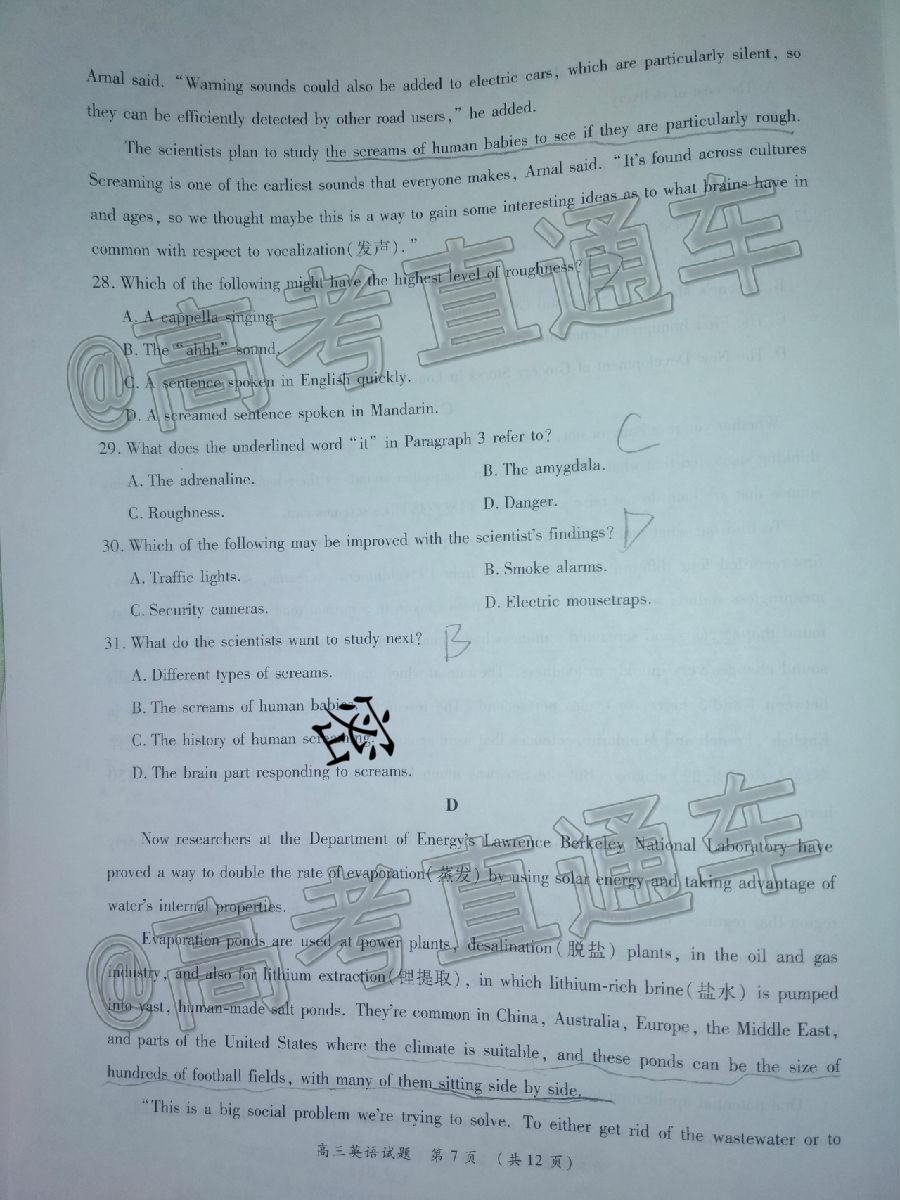 Arnal said. “Warning sounds could also be added to electric cars, which are particularly silent, so
they can be efficiently detected by other road users,” he added.
The scientists plan to study the screams of human babies to see if they are particularly rough.
Screaming is one of the earliest sounds that everyone makes, Arnal said. “It's found across cultures
and ages, so we thought maybe this is a way to gain some interesting ideas as to what brains have in
common with respect to vocalization(发声).”
28. Which of the following might have the highest level of roughness? D
A. A cappella singing.
B. The “ahhh” sound.
C. A sentence spoken in English quickly.
D. A screamed sentence spoken in Mandarin.
@高考直通车
29. What does the underlined word “it” in Paragraph 3 refer to? C
A. The adrenaline. B. The amygdala.
C. Roughness. D. Danger.
30. Which of the following may be improved with the scientist's findings? D
A. Traffic lights. B. Smoke alarms.
C. Security cameras. D. Electric mousetraps.
31. What do the scientists want to study next? B
A. Different types of screams.
B. The screams of human babies.
C. The history of human screaming.
密
D. The brain part responding to screams.
D
Now researchers at the Department of Energy's Lawrence Berkeley National Laboratory have
proved a way to double the rate of evaporation(蒸发) by using solar energy and taking advantage of
water's internal properties.
Evaporation ponds are used at power plants, desalination(脱盐) plants, in the oil and gas
industry, and also for lithium extraction(锂提取), in which lithium-rich brine(盐水) is pumped
into vast, human-made salt ponds. They're common in China, Australia, Europe, the Middle East,
and parts of the United States where the climate is suitable, and these ponds can be the size of
hundreds of football fields, with many of them sitting side by side.
@高考直通车
“This is a big social problem we're trying to solve. To either get rid of the wastewater or to
高三英语试题 第7页 (共12页)